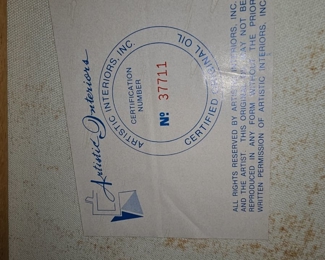 Artistic Interiors
ARTISTIC INTERIORS, INC.
CERTIFICATION
NUMBER
Nº 37711
CERTIFIED ORIGINAL OIL
ALL RIGHTS RESERVED BY ARTISTIC INTERIORS, INC.
AND THE ARTIST. THIS ORIGINAL MAY NOT BE
REPRODUCED IN ANY FORM WITHOUT THE PRIOR
WRITTEN PERMISSION OF ARTISTIC INTERIORS, INC.